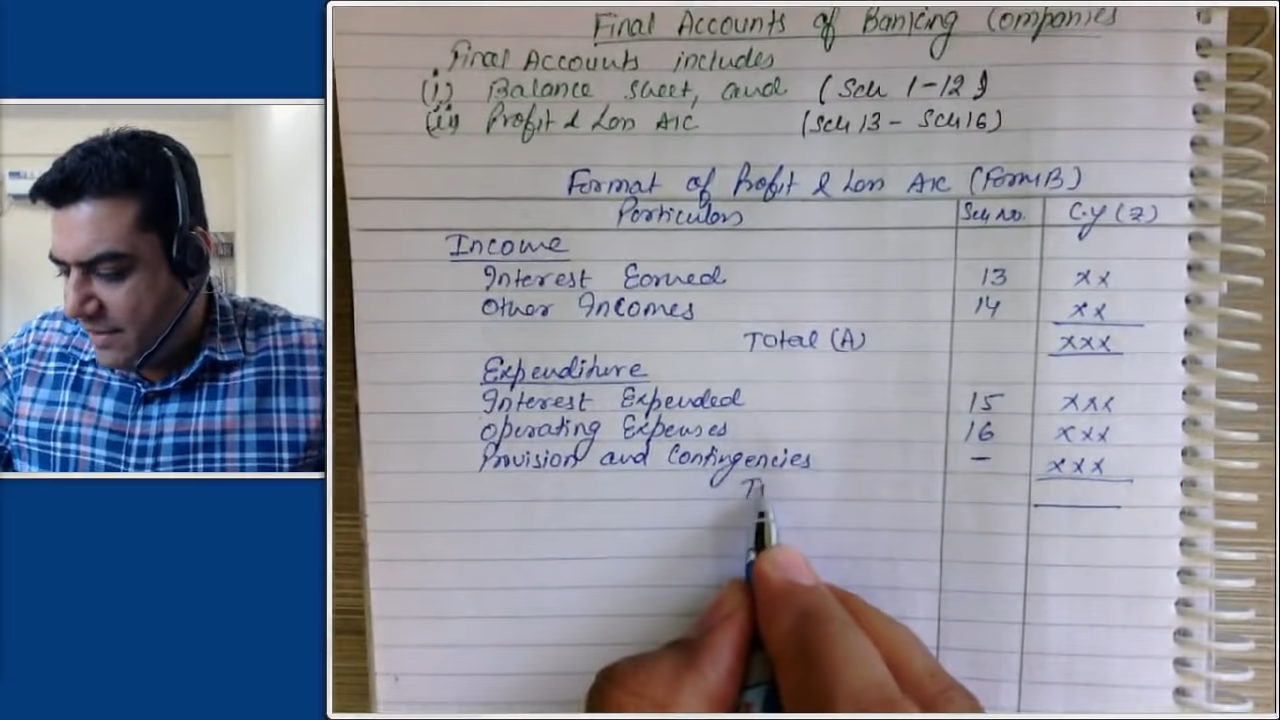 Final Accounts of Banking Companies
Final Accounts includes
(i) Balance sheet, and (Sch 1-12)
(ii) Profit & Loss A/c (Sch 13 - Sch 16)
Format of Profit & Loss A/c (Form B)
Particulars Sch no. C.Y (₹)
Income
Interest Earned 13 xx
Other Incomes 14 xx
Total (A) xxx
Expenditure
Interest Expended 15 xxx
Operating Expenses 16 xxx
Provision and Contingencies — xxx
T